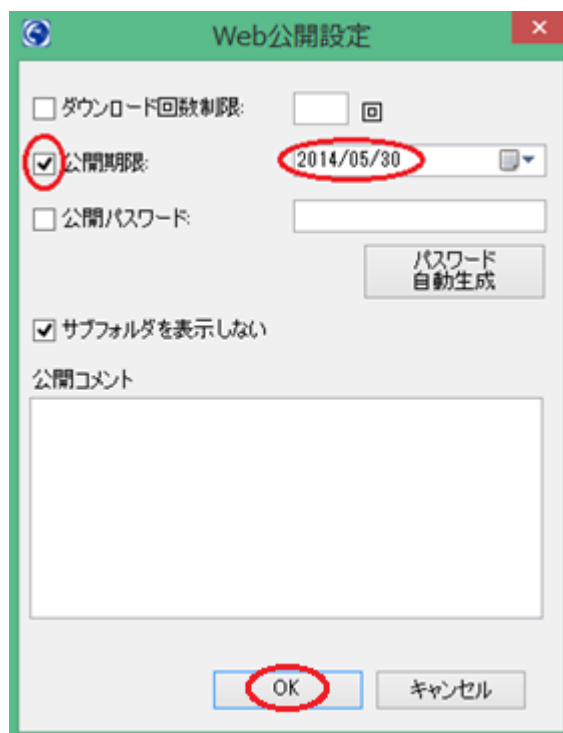 Web公開設定
ダウンロード回数制限: 回
公開期限: 2014/05/30
公開パスワード:
パスワード
自動生成
サブフォルダを表示しない
公開コメント
OK キャンセル